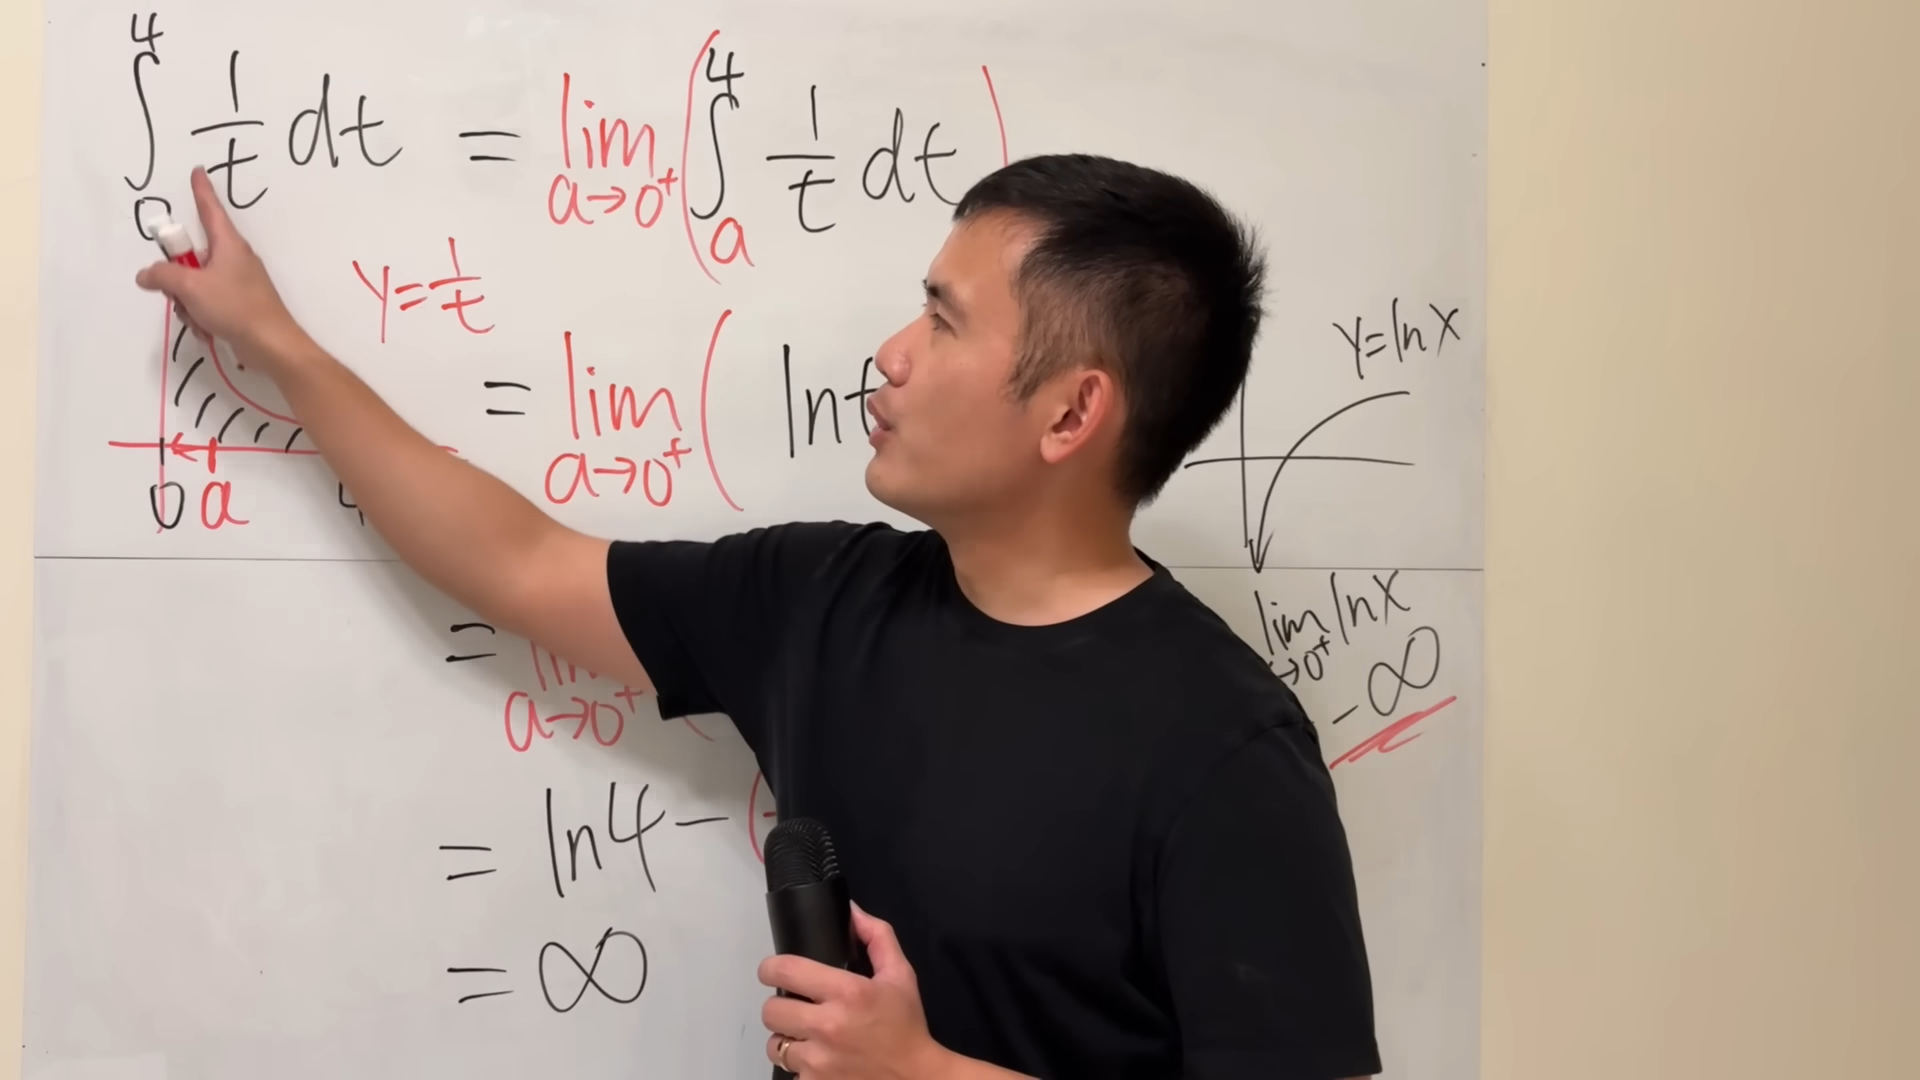 ∫₀⁴ 1/t dt = lim a→0⁺ (∫ₐ⁴ 1/t dt)
y = 1/t
= lim a→0⁺ ( ln t
y = ln x
0 a 4
= lim a→0⁺ (
lim →0⁺ ln x
-∞
= ln 4 - (-
= ∞